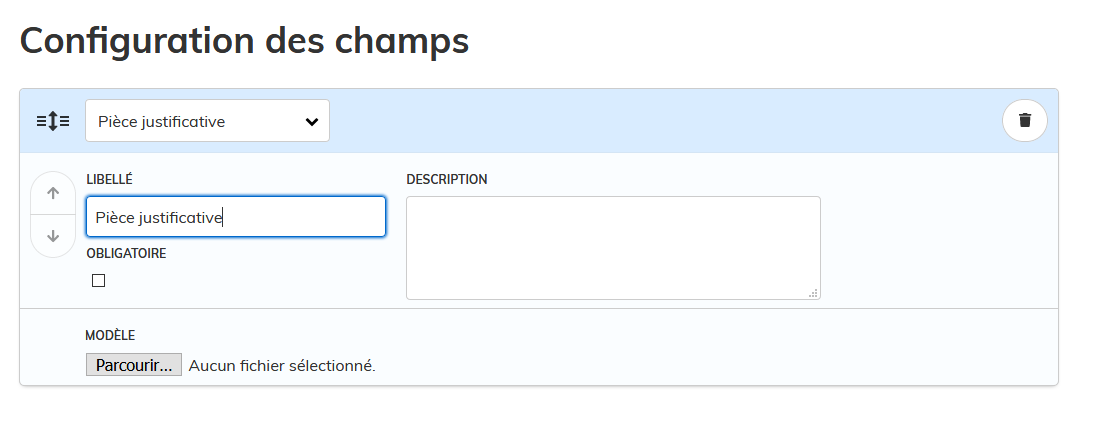 Configuration des champs
Pièce justificative
LIBELLÉ
Pièce justificative
OBLIGATOIRE
DESCRIPTION
MODÈLE
Parcourir... Aucun fichier sélectionné.